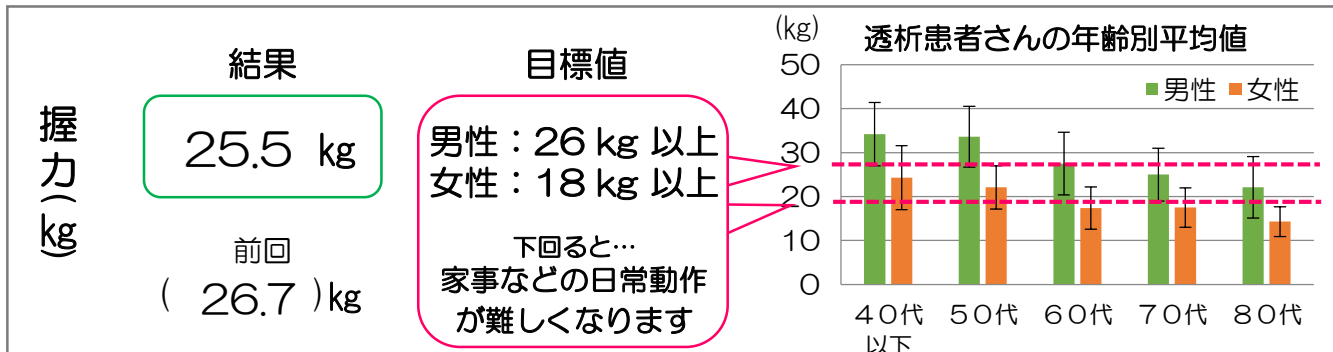 握力(kg)
結果
25.5 kg
前回
( 26.7 )kg
目標値
男性：26 kg 以上
女性：18 kg 以上
下回ると…
家事などの日常動作
が難しくなります
(kg)
透析患者さんの年齢別平均値
男性 女性
50
40
30
20
10
0
４０代 ５０代 ６０代 ７０代 ８０代
以下